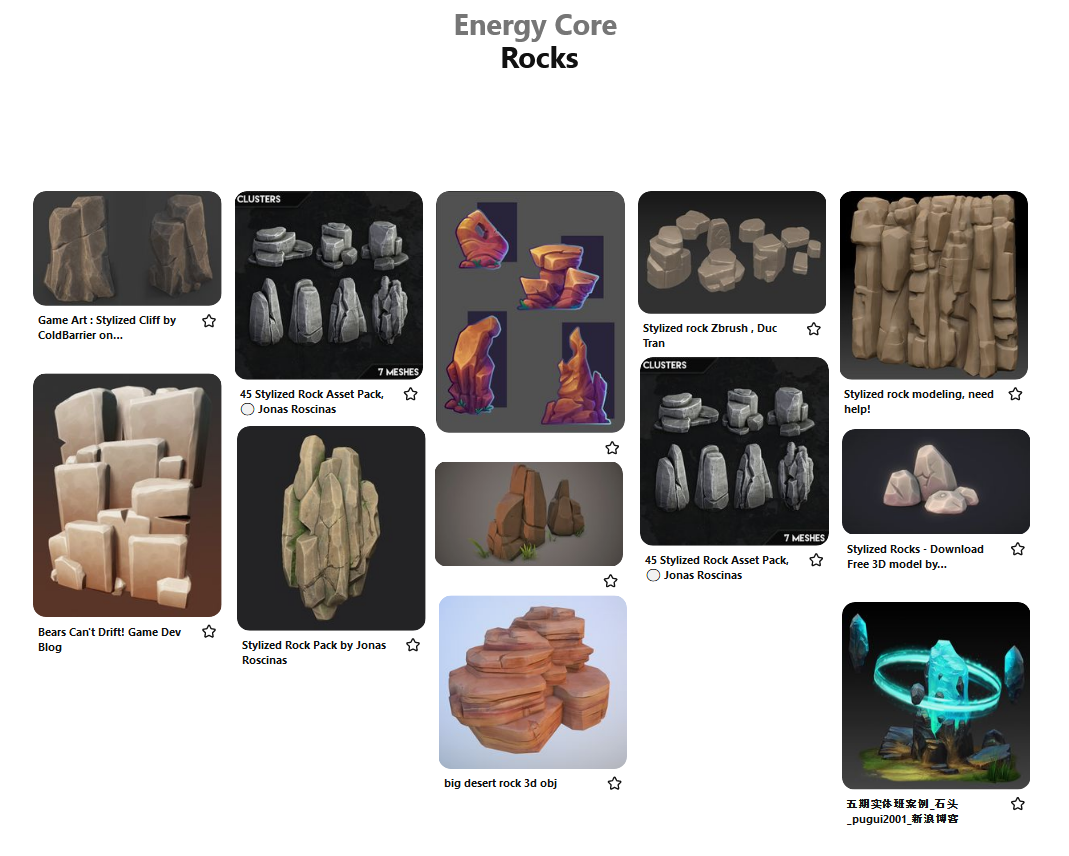 Energy Core
Rocks
Game Art : Stylized Cliff by
ColdBarrier on...
Bears Can't Drift! Game Dev
Blog
CLUSTERS
7 MESHES
45 Stylized Rock Asset Pack,
Jonas Roscinas
Stylized Rock Pack by Jonas
Roscinas
big desert rock 3d obj
Stylized rock Zbrush , Duc
Tran
CLUSTERS
7 MESHES
45 Stylized Rock Asset Pack,
Jonas Roscinas
Stylized rock modeling, need
help!
Stylized Rocks - Download
Free 3D model by...
五期实体班案例_石头
_pugui2001_新浪博客